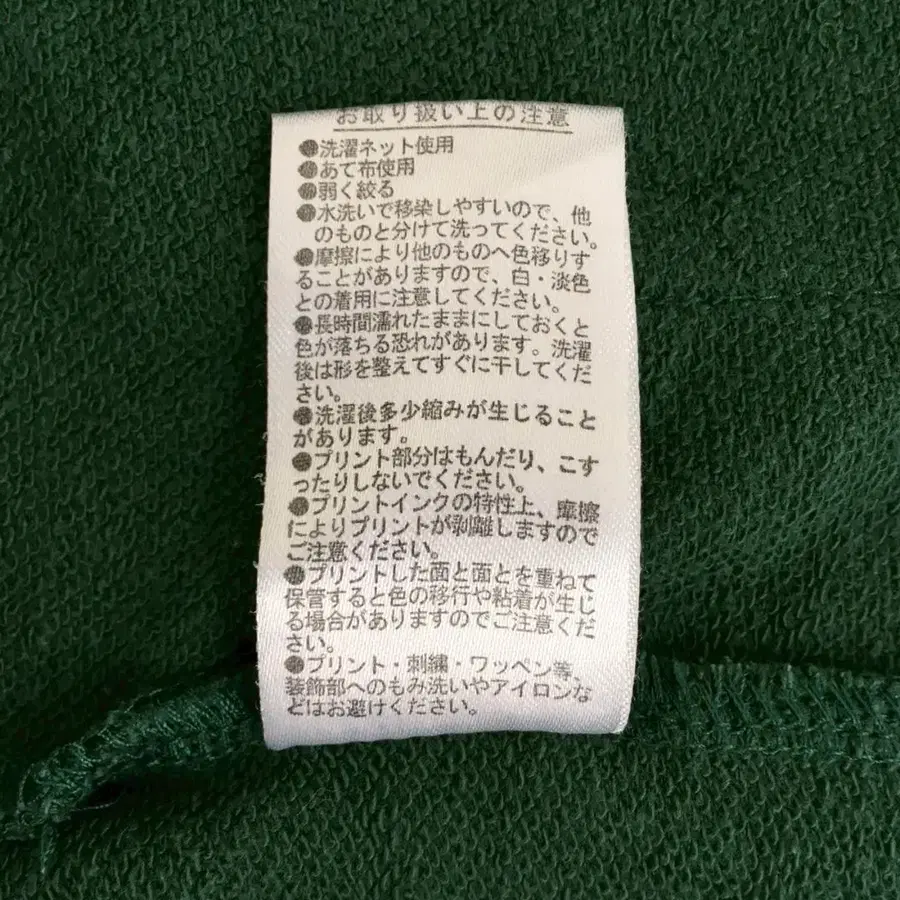 お取り扱い上の注意
●洗濯ネット使用
●あて布使用
●弱く絞る
●水洗いで移染しやすいので、他
のものと分けて洗ってください。
●摩擦により他のものへ色移りす
ることがありますので、白・淡色
との着用に注意してください。
●長時間濡れたままにしておくと
色が落ちる恐れがあります。洗濯
後は形を整えてすぐに干してくだ
さい。
●洗濯後多少縮みが生じること
があります。
●プリント部分はもんだり、こす
ったりしないでください。
●プリントインクの特性上、摩擦
によりプリントが剥離しますので
ご注意ください。
●プリントした面と面とを重ねて
保管すると色の移行や粘着が生じ
る場合がありますのでご注意くだ
さい。
●プリント・刺繍・ワッペン等、
装飾部へのもみ洗いやアイロンな
どはお避けください。